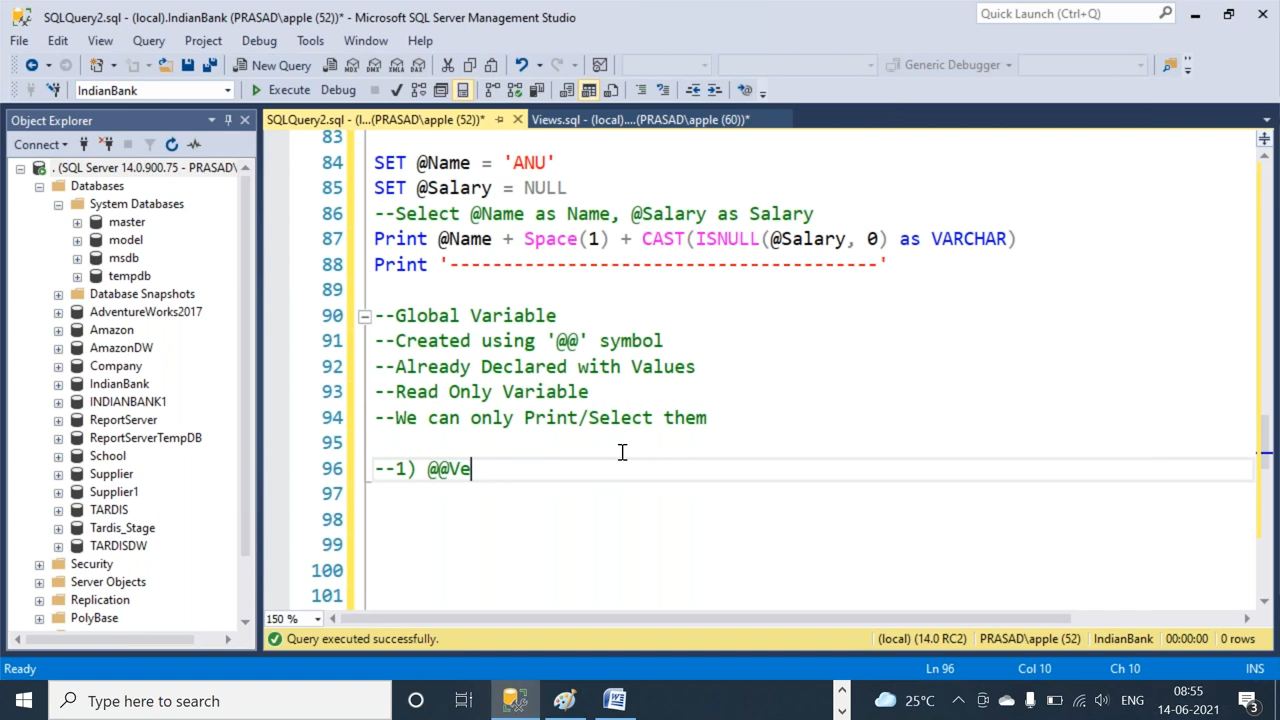 SQLQuery2.sql - (local).IndianBank (PRASAD\apple (52))* - Microsoft SQL Server Management Studio
Quick Launch (Ctrl+Q)
File Edit View Query Project Debug Tools Window Help
New Query MDX DMX XMLA DAX Generic Debugger
IndianBank Execute Debug
Object Explorer
SQLQuery2.sql - (l...(PRASAD\apple (52))* Views.sql - (local)....(PRASAD\apple (60))*
Connect
. (SQL Server 14.0.900.75 - PRASAD\
Databases
System Databases
master
model
msdb
tempdb
Database Snapshots
AdventureWorks2017
Amazon
AmazonDW
Company
IndianBank
INDIANBANK1
ReportServer
ReportServerTempDB
School
Supplier
Supplier1
TARDIS
Tardis_Stage
TARDISDW
Security
Server Objects
Replication
PolyBase
83
84 SET @Name = 'ANU'
85 SET @Salary = NULL
86 --Select @Name as Name, @Salary as Salary
87 Print @Name + Space(1) + CAST(ISNULL(@Salary, 0) as VARCHAR)
88 Print '----------------------------------------'
89
90 --Global Variable
91 --Created using '@@' symbol
92 --Already Declared with Values
93 --Read Only Variable
94 --We can only Print/Select them
95
96 --1) @@Ve
97
98
99
100
101
150 %
Query executed successfully. (local) (14.0 RC2) PRASAD\apple (52) IndianBank 00:00:00 0 rows
Ready Ln 96 Col 10 Ch 10 INS
Type here to search 25°C ENG 08:55
14-06-2021 3